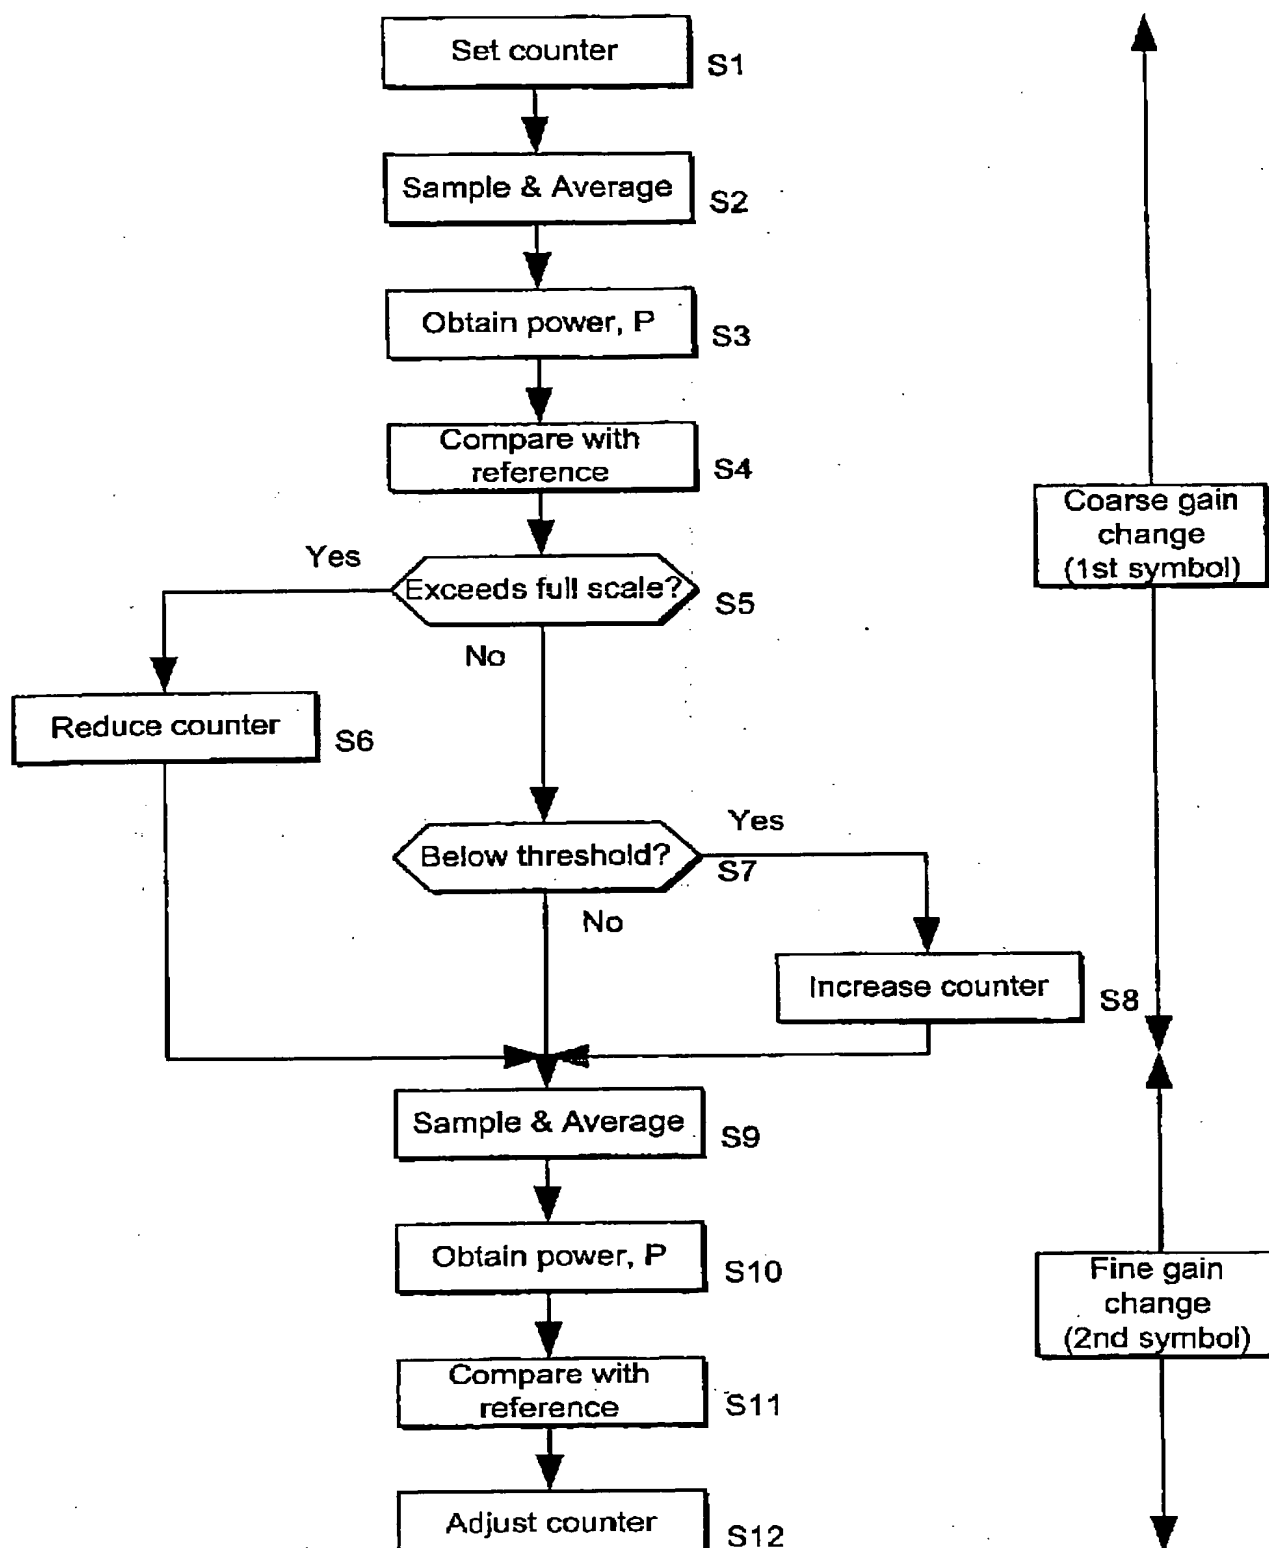 Set counter
S1
Sample & Average
S2
Obtain power, P
S3
Compare with
reference
S4
Coarse gain
change
(1st symbol)
Yes
Exceeds full scale?
S5
No
Reduce counter
S6
Yes
Below threshold?
S7
No
Increase counter
S8
Sample & Average
S9
Obtain power, P
S10
Fine gain
change
(2nd symbol)
Compare with
reference
S11
Adjust counter
S12